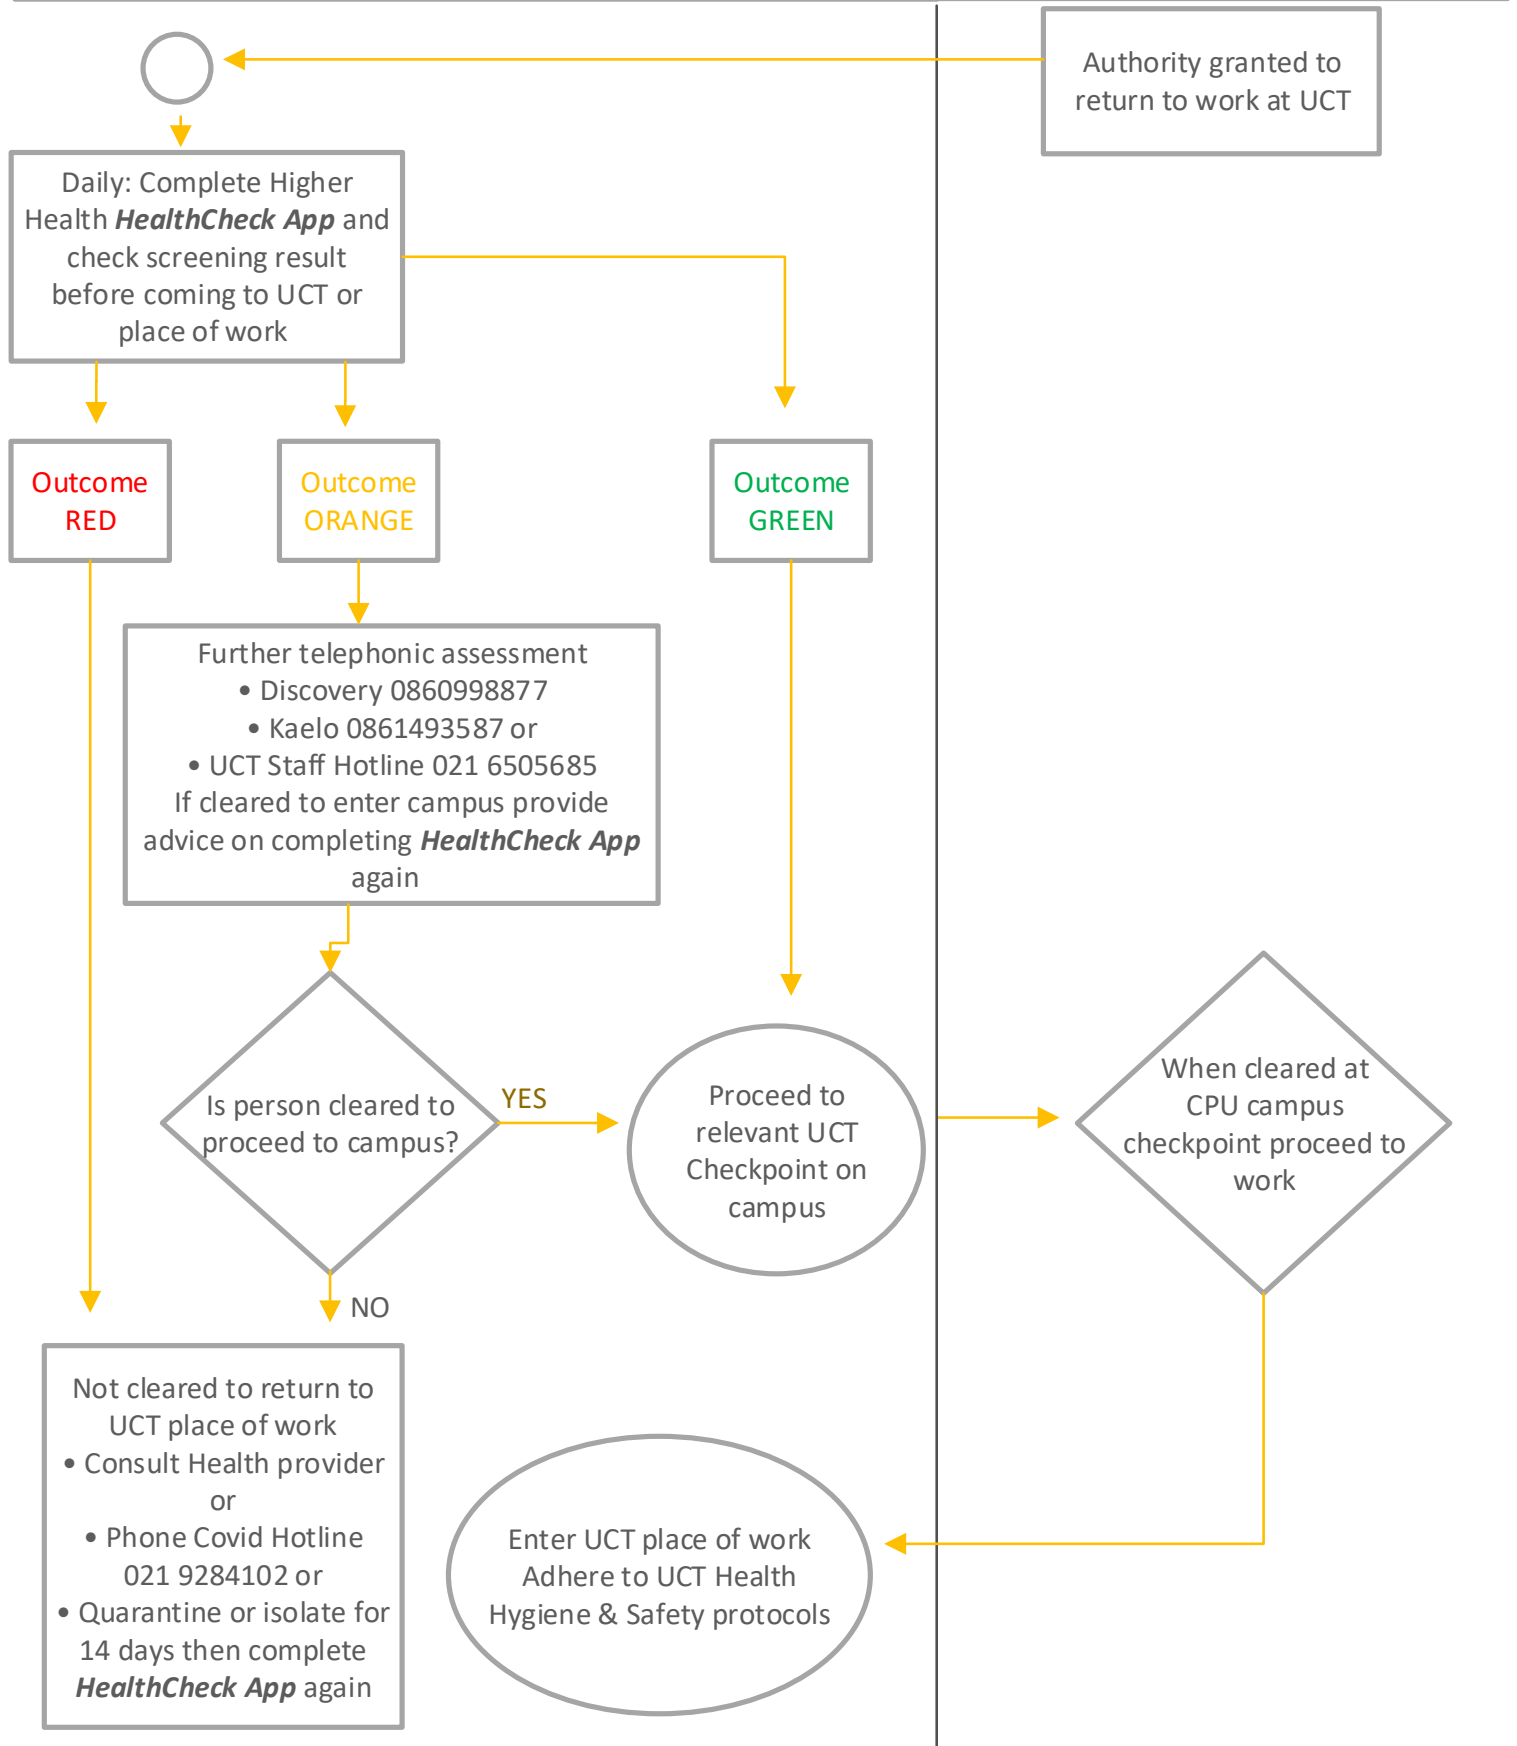 Authority granted to
return to work at UCT
Daily: Complete Higher
Health HealthCheck App and
check screening result
before coming to UCT or
place of work
Outcome
RED
Outcome
ORANGE
Outcome
GREEN
Further telephonic assessment
• Discovery 0860998877
• Kaelo 0861493587 or
• UCT Staff Hotline 021 6505685
If cleared to enter campus provide
advice on completing HealthCheck App
again
Is person cleared to
proceed to campus?
YES
NO
Proceed to
relevant UCT
Checkpoint on
campus
When cleared at
CPU campus
checkpoint proceed to
work
Not cleared to return to
UCT place of work
• Consult Health provider
or
• Phone Covid Hotline
021 9284102 or
• Quarantine or isolate for
14 days then complete
HealthCheck App again
Enter UCT place of work
Adhere to UCT Health
Hygiene & Safety protocols